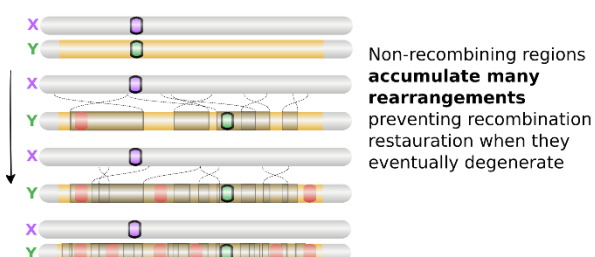 X
Y
X
Y
X
Y
X
Y
Non-recombining regions
accumulate many
rearrangements
preventing recombination
restauration when they
eventually degenerate